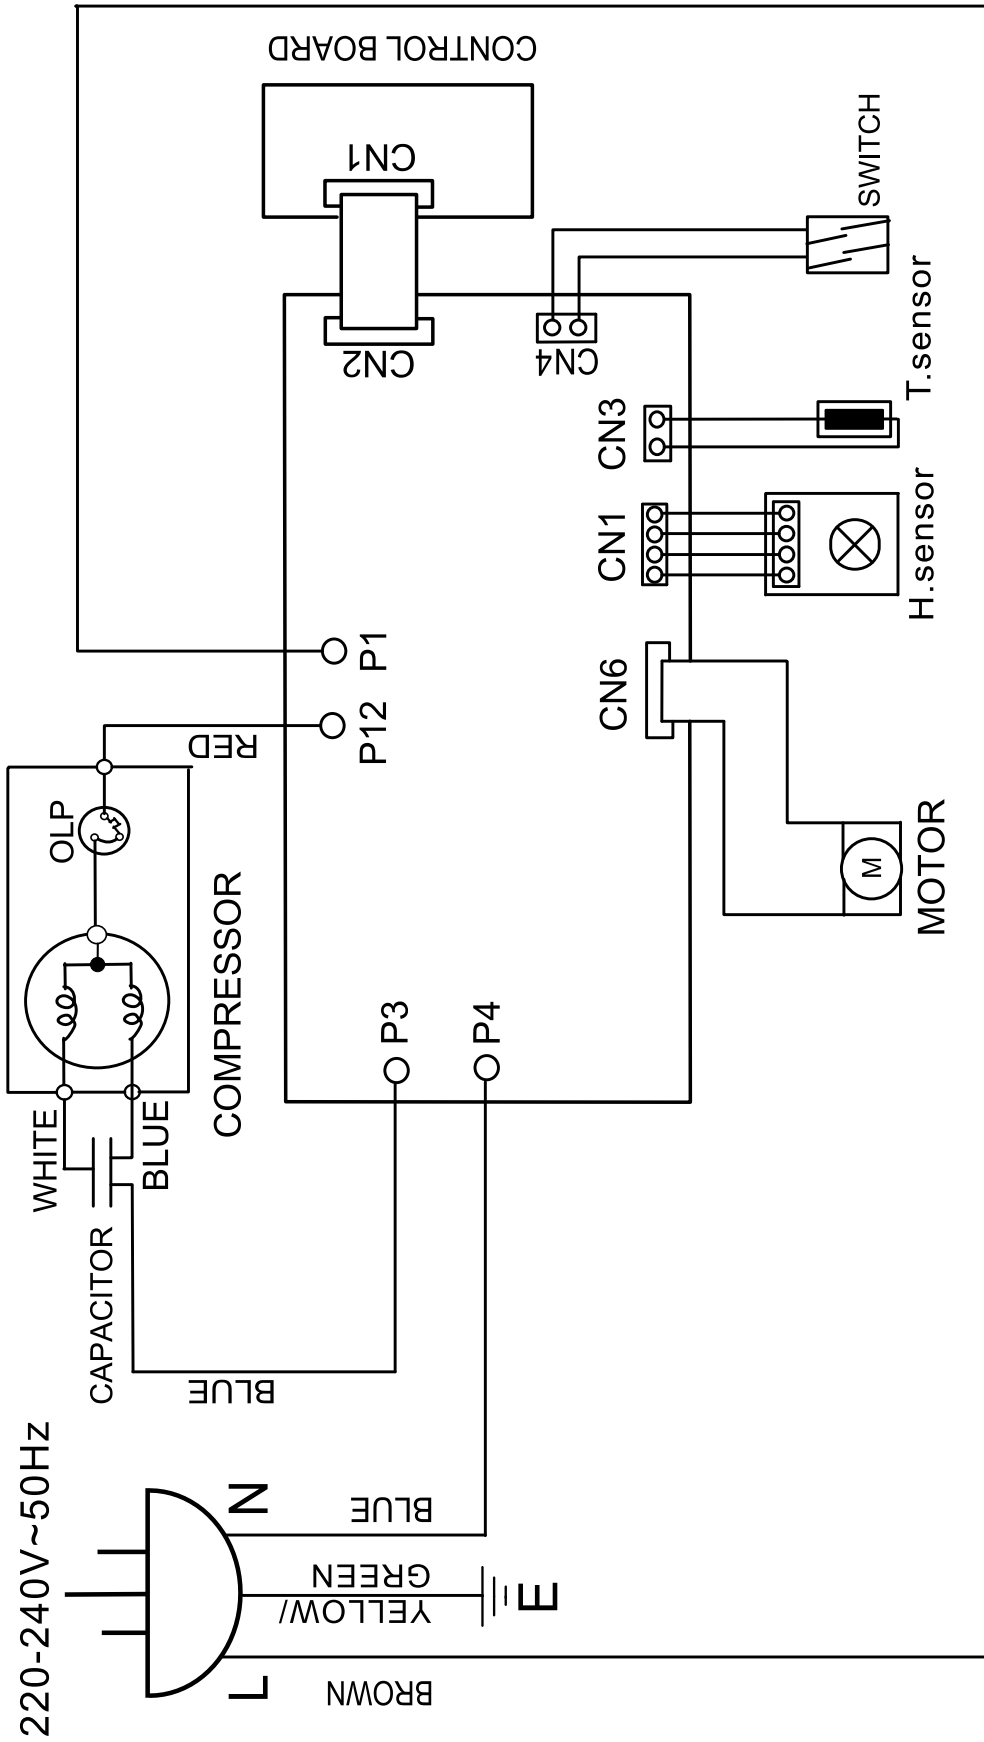 220-240V~50Hz
L
N
E
BROWN
YELLOW/
GREEN
BLUE
BLUE
CAPACITOR
WHITE
BLUE
COMPRESSOR
OLP
RED
P3
P4
P12
P1
CN2
CN1
CONTROL BOARD
CN4
SWITCH
CN3
T.sensor
CN1
H.sensor
CN6
M
MOTOR